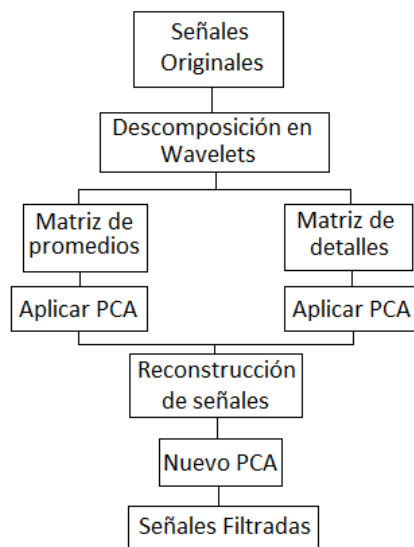 Señales
Originales
Descomposición en
Wavelets
Matriz de
promedios
Matriz de
detalles
Aplicar PCA
Aplicar PCA
Reconstrucción
de señales
Nuevo PCA
Señales Filtradas